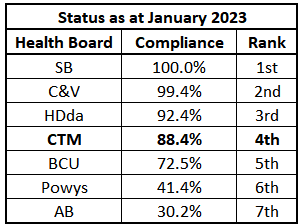 Status as at January 2023
Health Board Compliance Rank
SB 100.0% 1st
C&V 99.4% 2nd
HDda 92.4% 3rd
CTM 88.4% 4th
BCU 72.5% 5th
Powys 41.4% 6th
AB 30.2% 7th